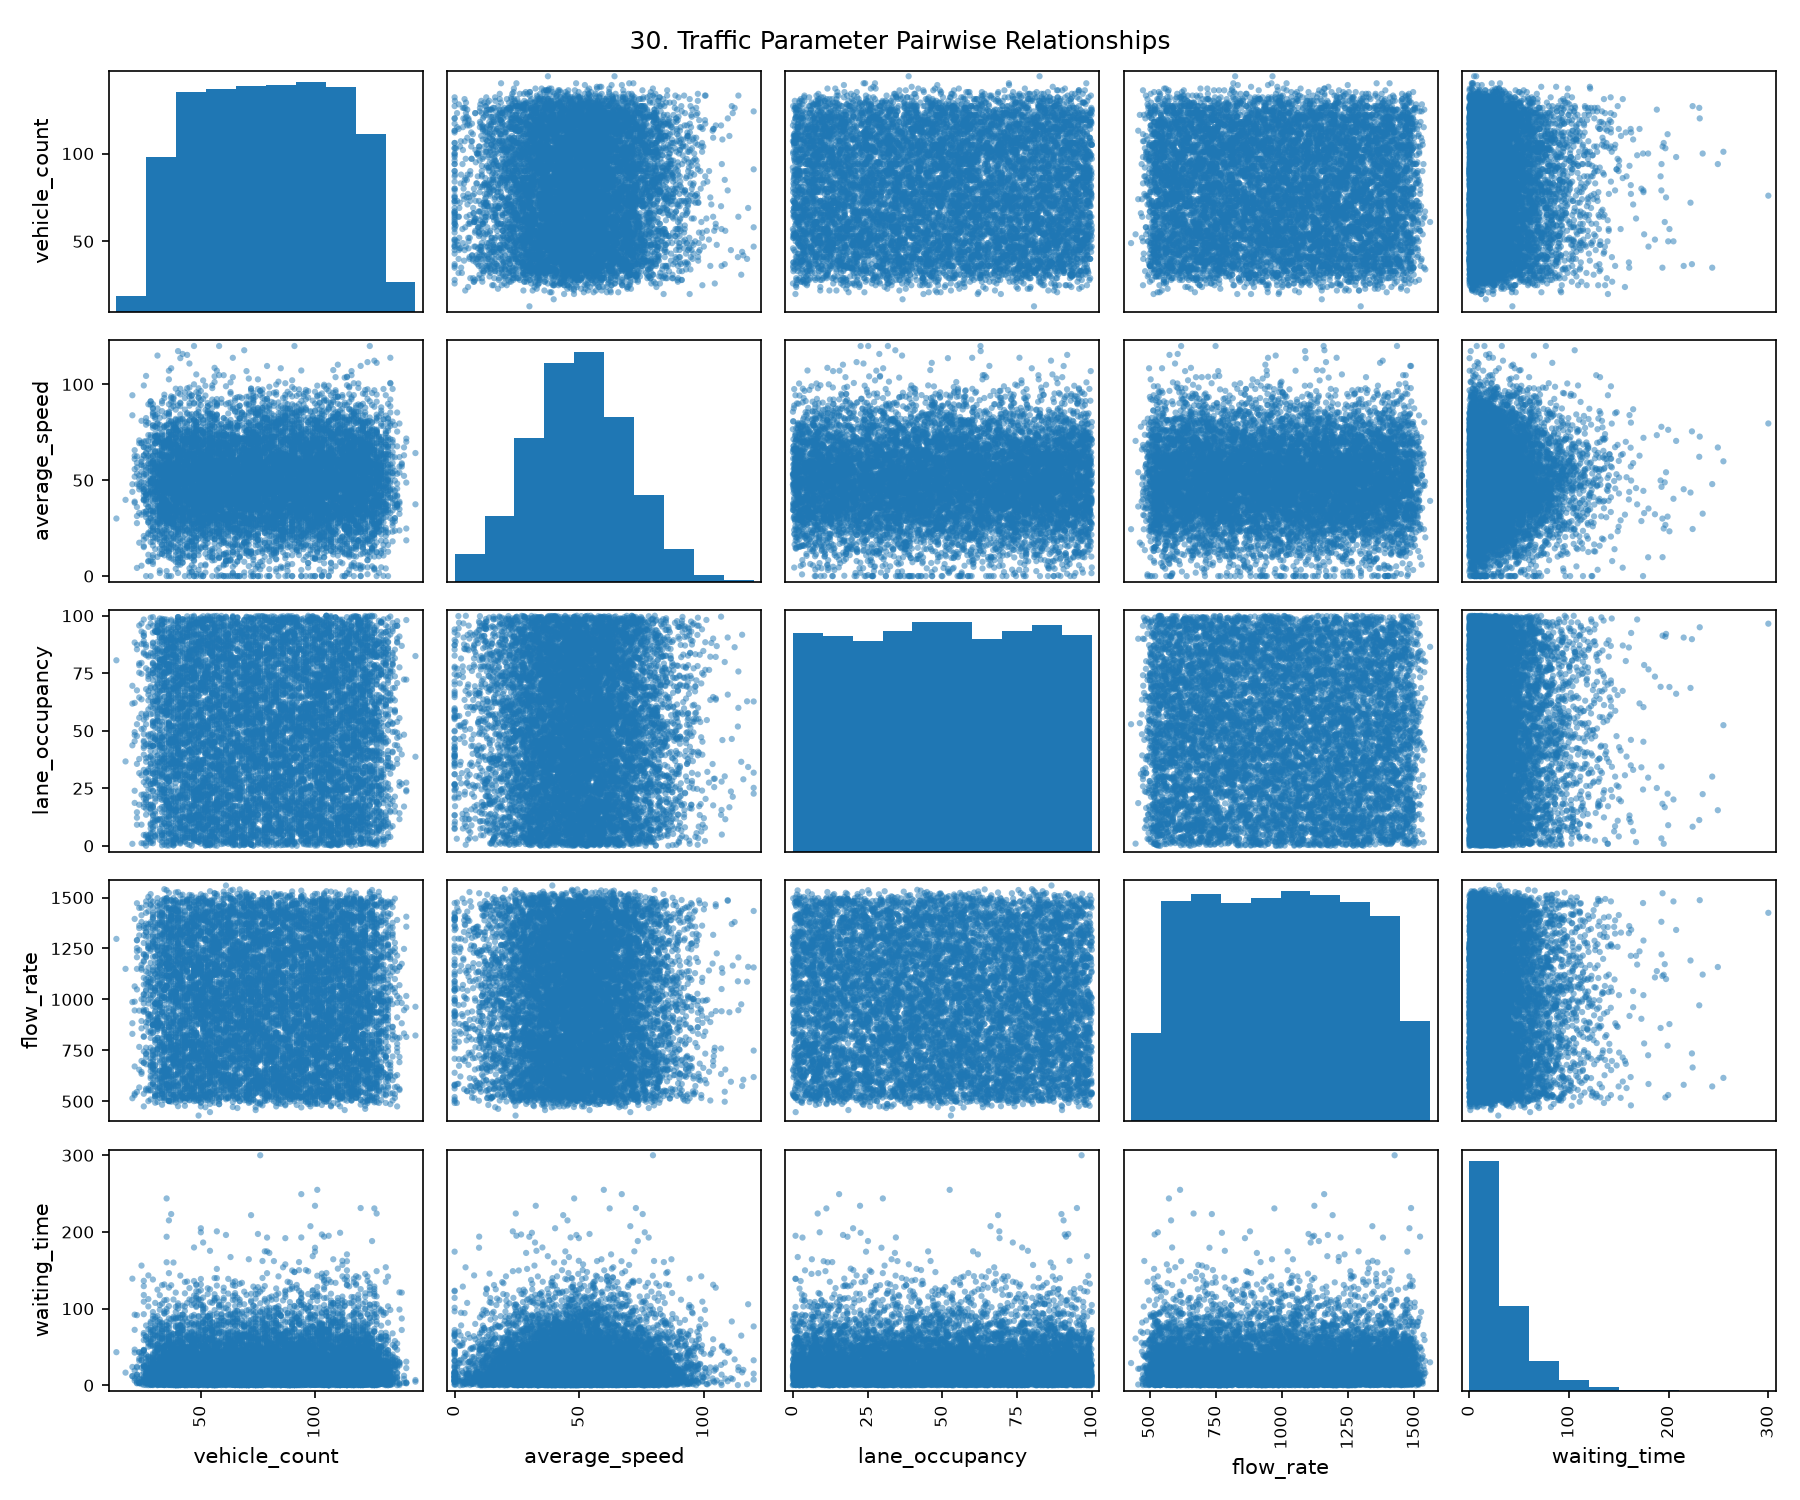 30. Traffic Parameter Pairwise Relationships
vehicle_count
100
50
average_speed
100
50
0
lane_occupancy
100
75
50
25
0
flow_rate
1500
1250
1000
750
500
waiting_time
300
200
100
0
50 100
0 50 100
0 25 50 75 100
500 750 1000 1250 1500
0 100 200 300
vehicle_count
average_speed
lane_occupancy
flow_rate
waiting_time